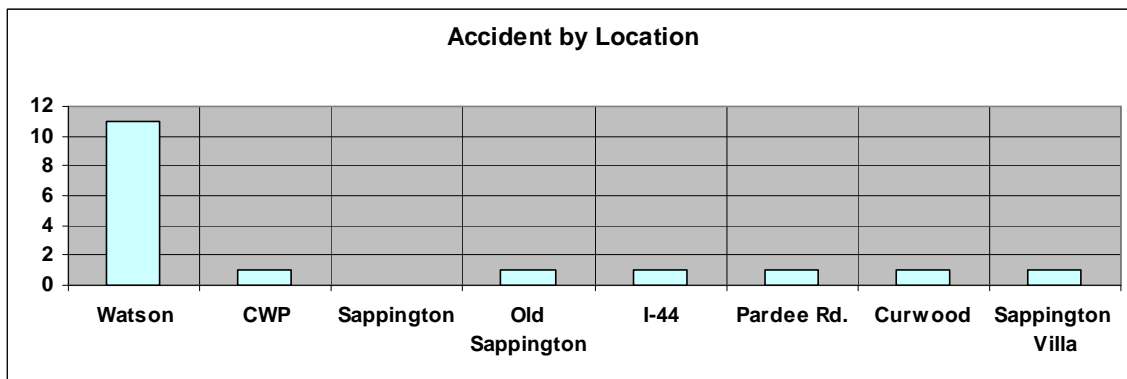 Accident by Location
12
10
8
6
4
2
0
Watson
CWP
Sappington
Old
Sappington
I-44
Pardee Rd.
Curwood
Sappington
Villa